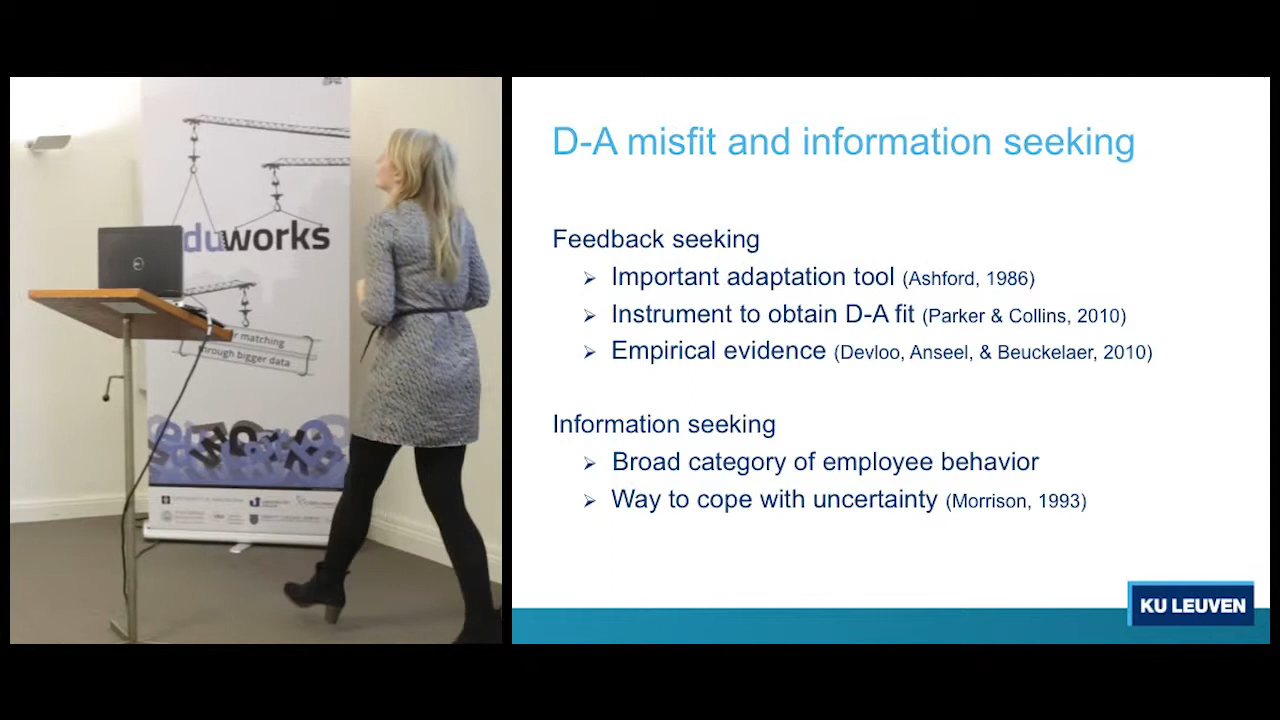 duworks
r matching
through bigger data
D-A misfit and information seeking
Feedback seeking
Important adaptation tool (Ashford, 1986)
Instrument to obtain D-A fit (Parker & Collins, 2010)
Empirical evidence (Devloo, Anseel, & Beuckelaer, 2010)
Information seeking
Broad category of employee behavior
Way to cope with uncertainty (Morrison, 1993)
KU LEUVEN